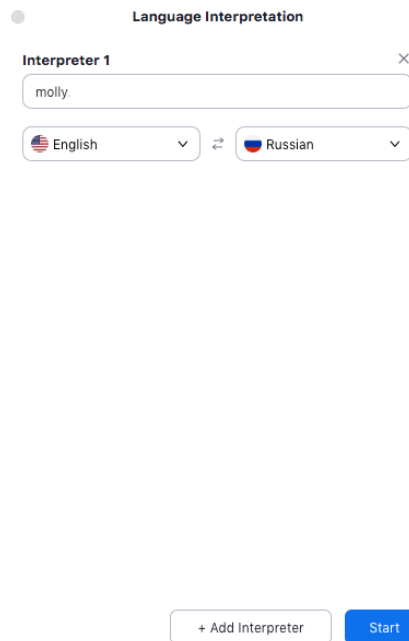 Language Interpretation
Interpreter 1
molly
English
Russian
+ Add Interpreter
Start